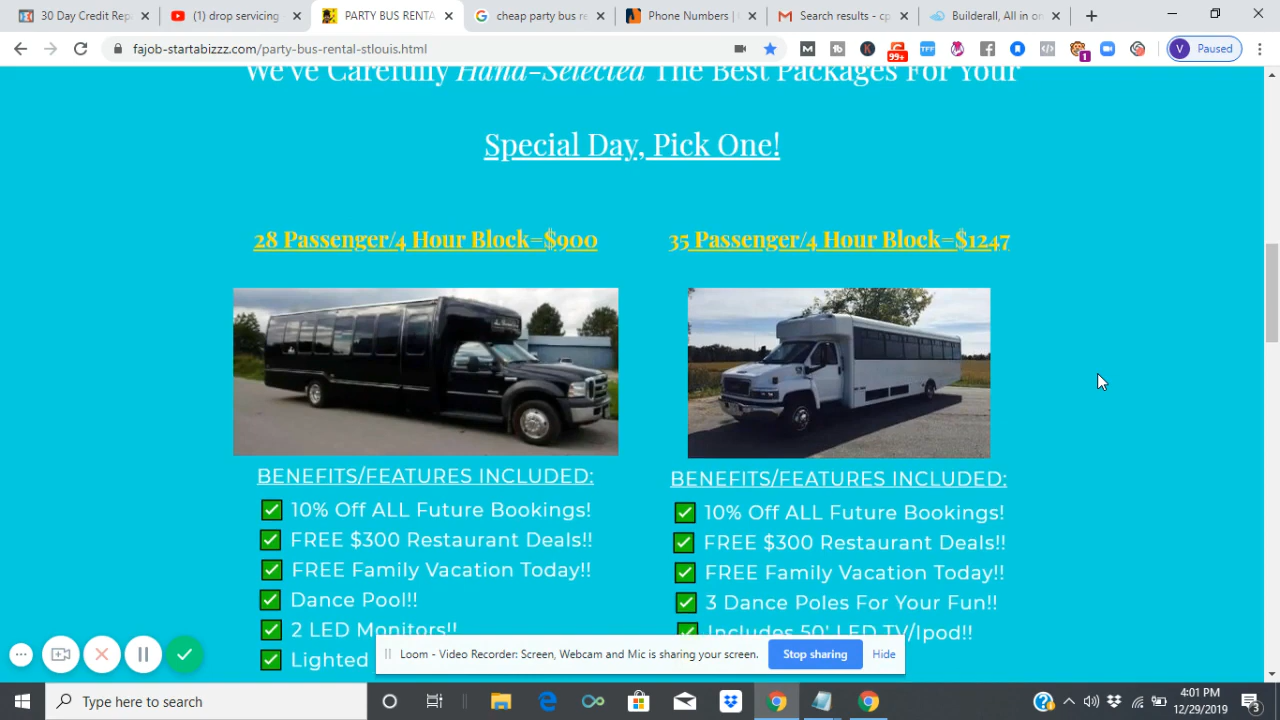 30 Day Credit Rep
(1) drop servicing
PARTY BUS RENTA
cheap party bus re
Phone Numbers |
Search results - cp
Builderall, All in o
fajob-startabizzz.com/party-bus-rental-stlouis.html
99+
TFF
1
V Paused
We've Carefully Hand-Selected The Best Packages For Your
Special Day, Pick One!
28 Passenger/4 Hour Block=$900
35 Passenger/4 Hour Block=$1247
BENEFITS/FEATURES INCLUDED:
10% Off ALL Future Bookings!
FREE $300 Restaurant Deals!!
FREE Family Vacation Today!!
Dance Pool!!
2 LED Monitors!!
Lighted
BENEFITS/FEATURES INCLUDED:
10% Off ALL Future Bookings!
FREE $300 Restaurant Deals!!
FREE Family Vacation Today!!
3 Dance Poles For Your Fun!!
Includes 50' LED TV/Ipod!!
Loom - Video Recorder: Screen, Webcam and Mic is sharing your screen.
Stop sharing
Hide
Type here to search
4:01 PM
12/29/2019
3